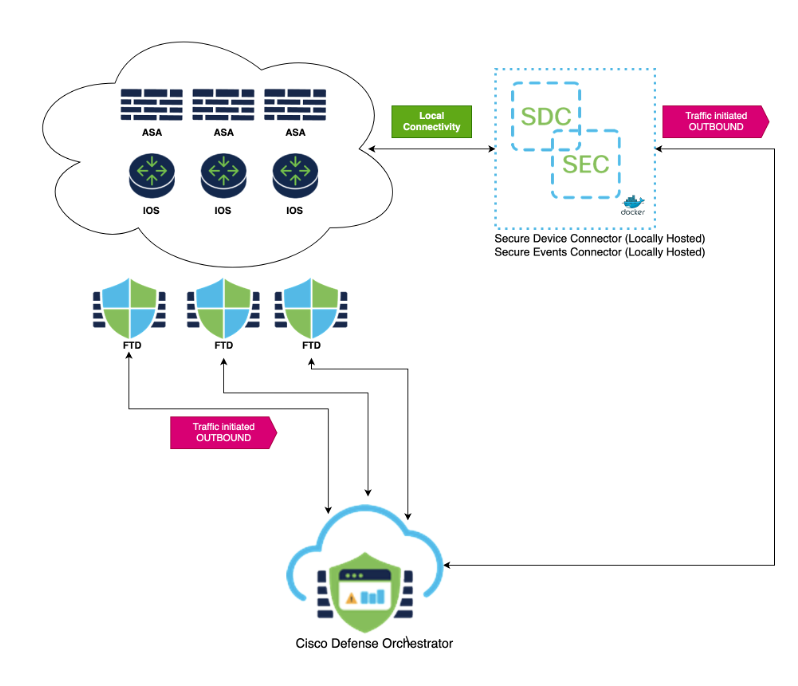 ASA ASA ASA
IOS IOS IOS
Local
Connectivity
SDC
SEC
docker
Traffic Initiated
OUTBOUND
Secure Device Connector (Locally Hosted)
Secure Events Connector (Locally Hosted)
FTD FTD FTD
Traffic initiated
OUTBOUND
Cisco Defense Orchestrator